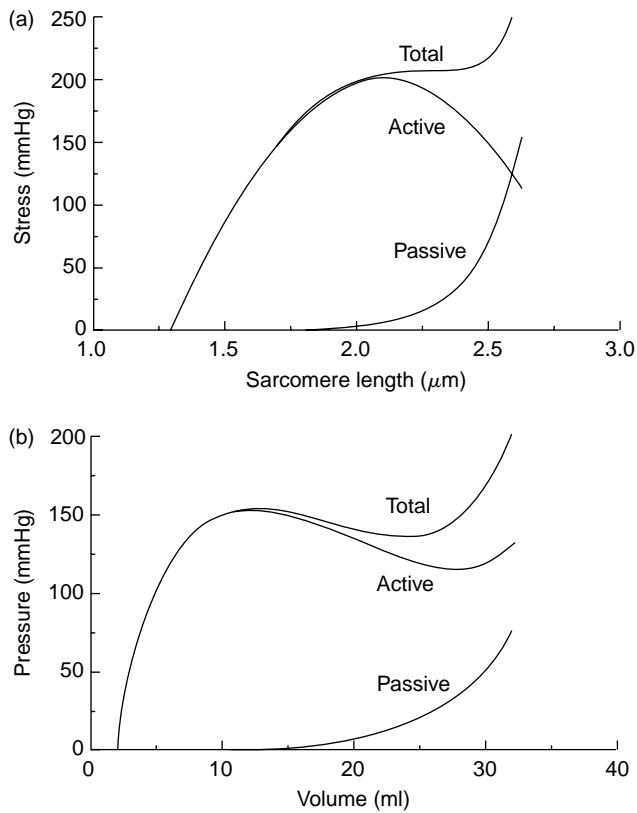 (a)
250
200
150
100
50
0
Stress (mmHg)
Total
Active
Passive
1.0 1.5 2.0 2.5 3.0
Sarcomere length (μm)
(b)
200
150
100
50
0
Pressure (mmHg)
Total
Active
Passive
0 10 20 30 40
Volume (ml)